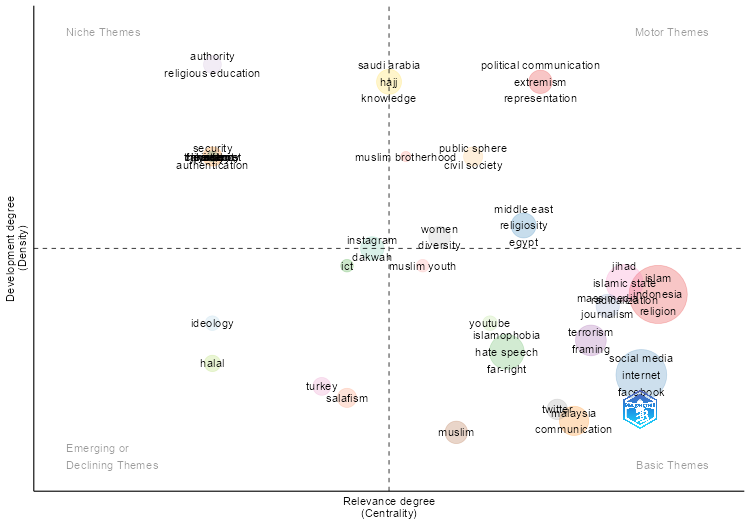 Niche Themes
Motor Themes
authority
religious education
saudi arabia
hajj
knowledge
political communication
extremism
representation
security
authentication
muslim brotherhood
public sphere
civil society
middle east
religiosity
egypt
women
diversity
instagram
dakwah
ict
muslim youth
jihad
islamic state
radicalization
islam
indonesia
religion
mass media
journalism
ideology
youtube
islamophobia
hate speech
far-right
terrorism
framing
halal
social media
internet
facebook
turkey
salafism
twitter
malaysia
communication
muslim
Emerging or
Declining Themes
Basic Themes
Development degree
(Density)
Relevance degree
(Centrality)